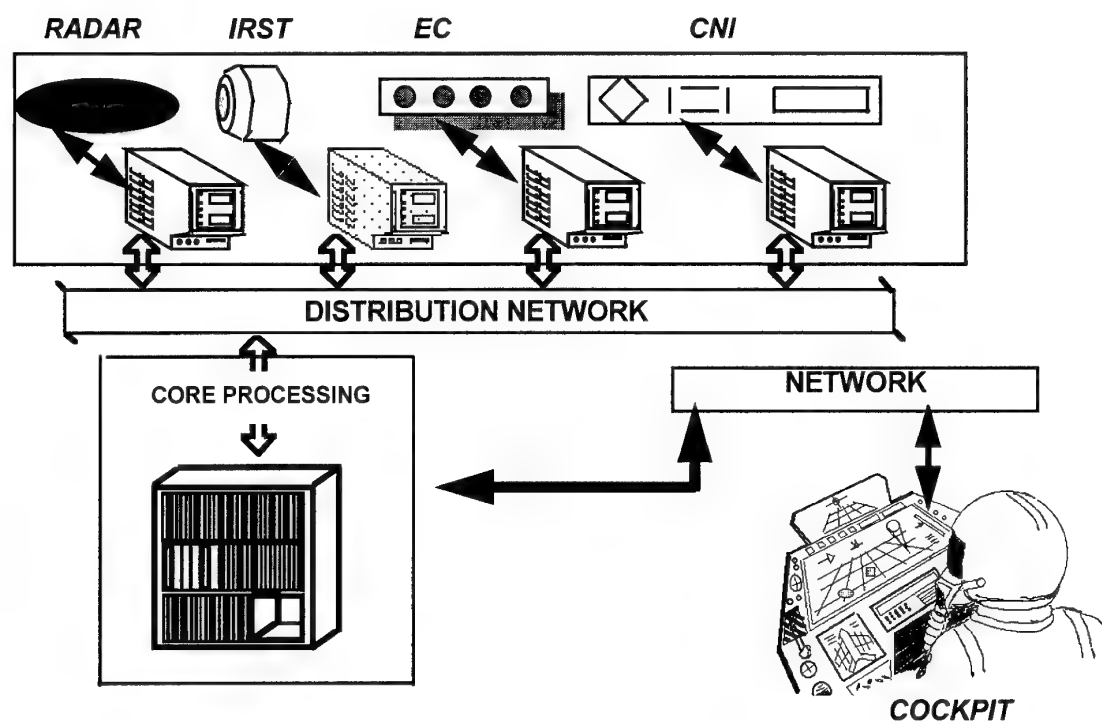 RADAR IRST EC CNI
DISTRIBUTION NETWORK
CORE PROCESSING
NETWORK
COCKPIT